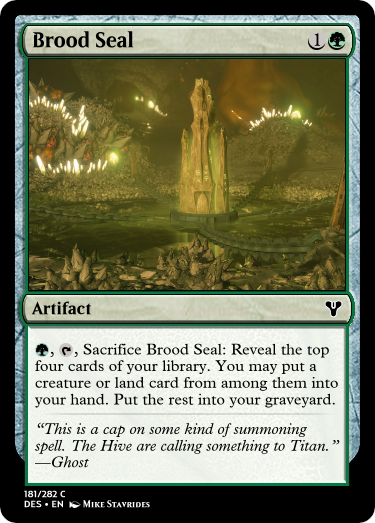 Brood Seal 1
Artifact
, , Sacrifice Brood Seal: Reveal the top
four cards of your library. You may put a
creature or land card from among them into
your hand. Put the rest into your graveyard.
“This is a cap on some kind of summoning
spell. The Hive are calling something to Titan.”
—Ghost
181/282 C
DES • EN Mike Stavrides